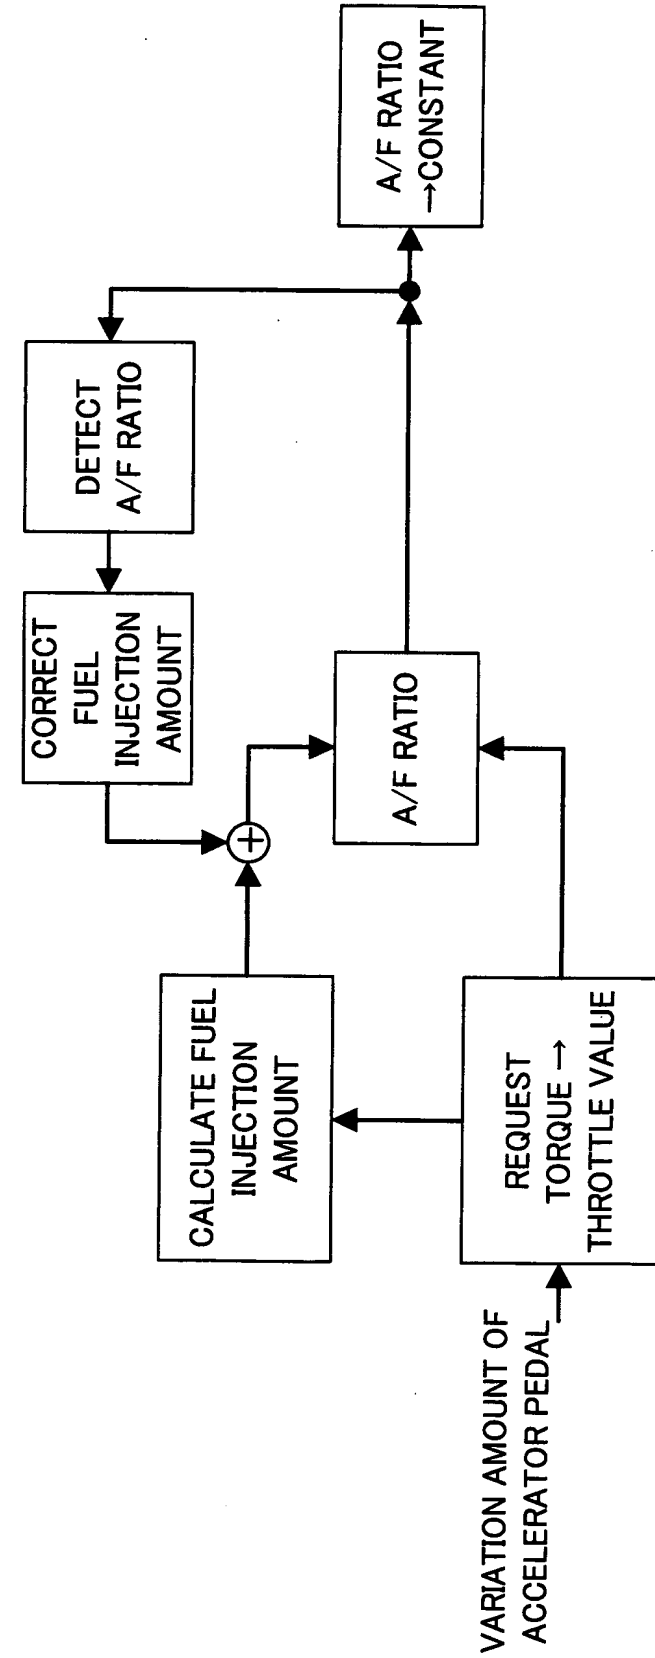 VARIATION AMOUNT OF
ACCELERATOR PEDAL
REQUEST
TORQUE →
THROTTLE VALUE
CALCULATE FUEL
INJECTION
AMOUNT
+
CORRECT
FUEL
INJECTION
AMOUNT
DETECT
A/F RATIO
A/F RATIO
A/F RATIO
→CONSTANT